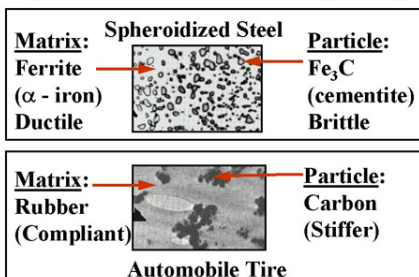 Spheroidized Steel
Matrix:
Ferrite
(α - iron)
Ductile
Particle:
Fe₃C
(cementite)
Brittle
Matrix:
Rubber
(Compliant)
Particle:
Carbon
(Stiffer)
Automobile Tire